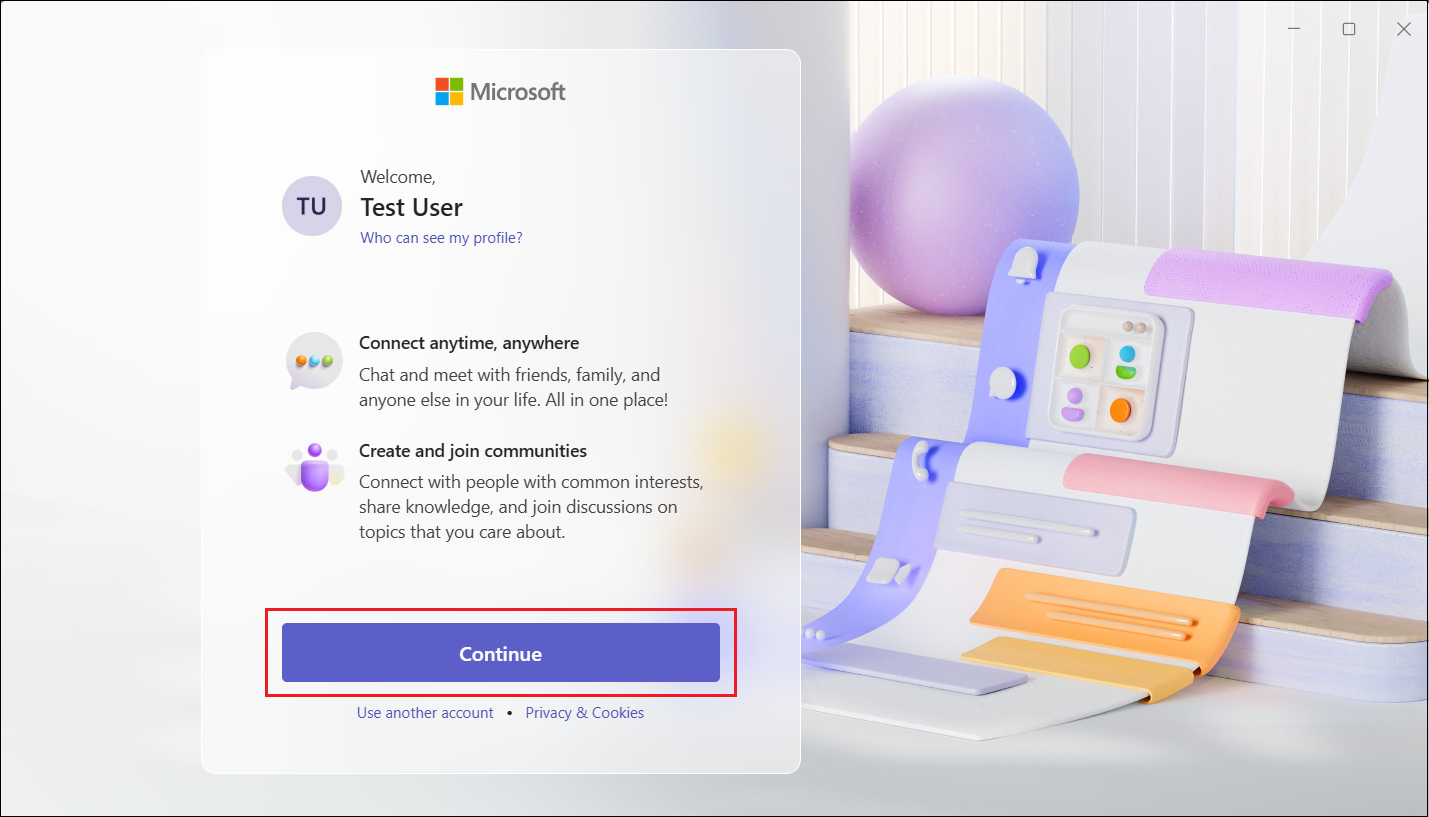 Microsoft
TU
Welcome,
Test User
Who can see my profile?
Connect anytime, anywhere
Chat and meet with friends, family, and
anyone else in your life. All in one place!
Create and join communities
Connect with people with common interests,
share knowledge, and join discussions on
topics that you care about.
Continue
Use another account • Privacy & Cookies